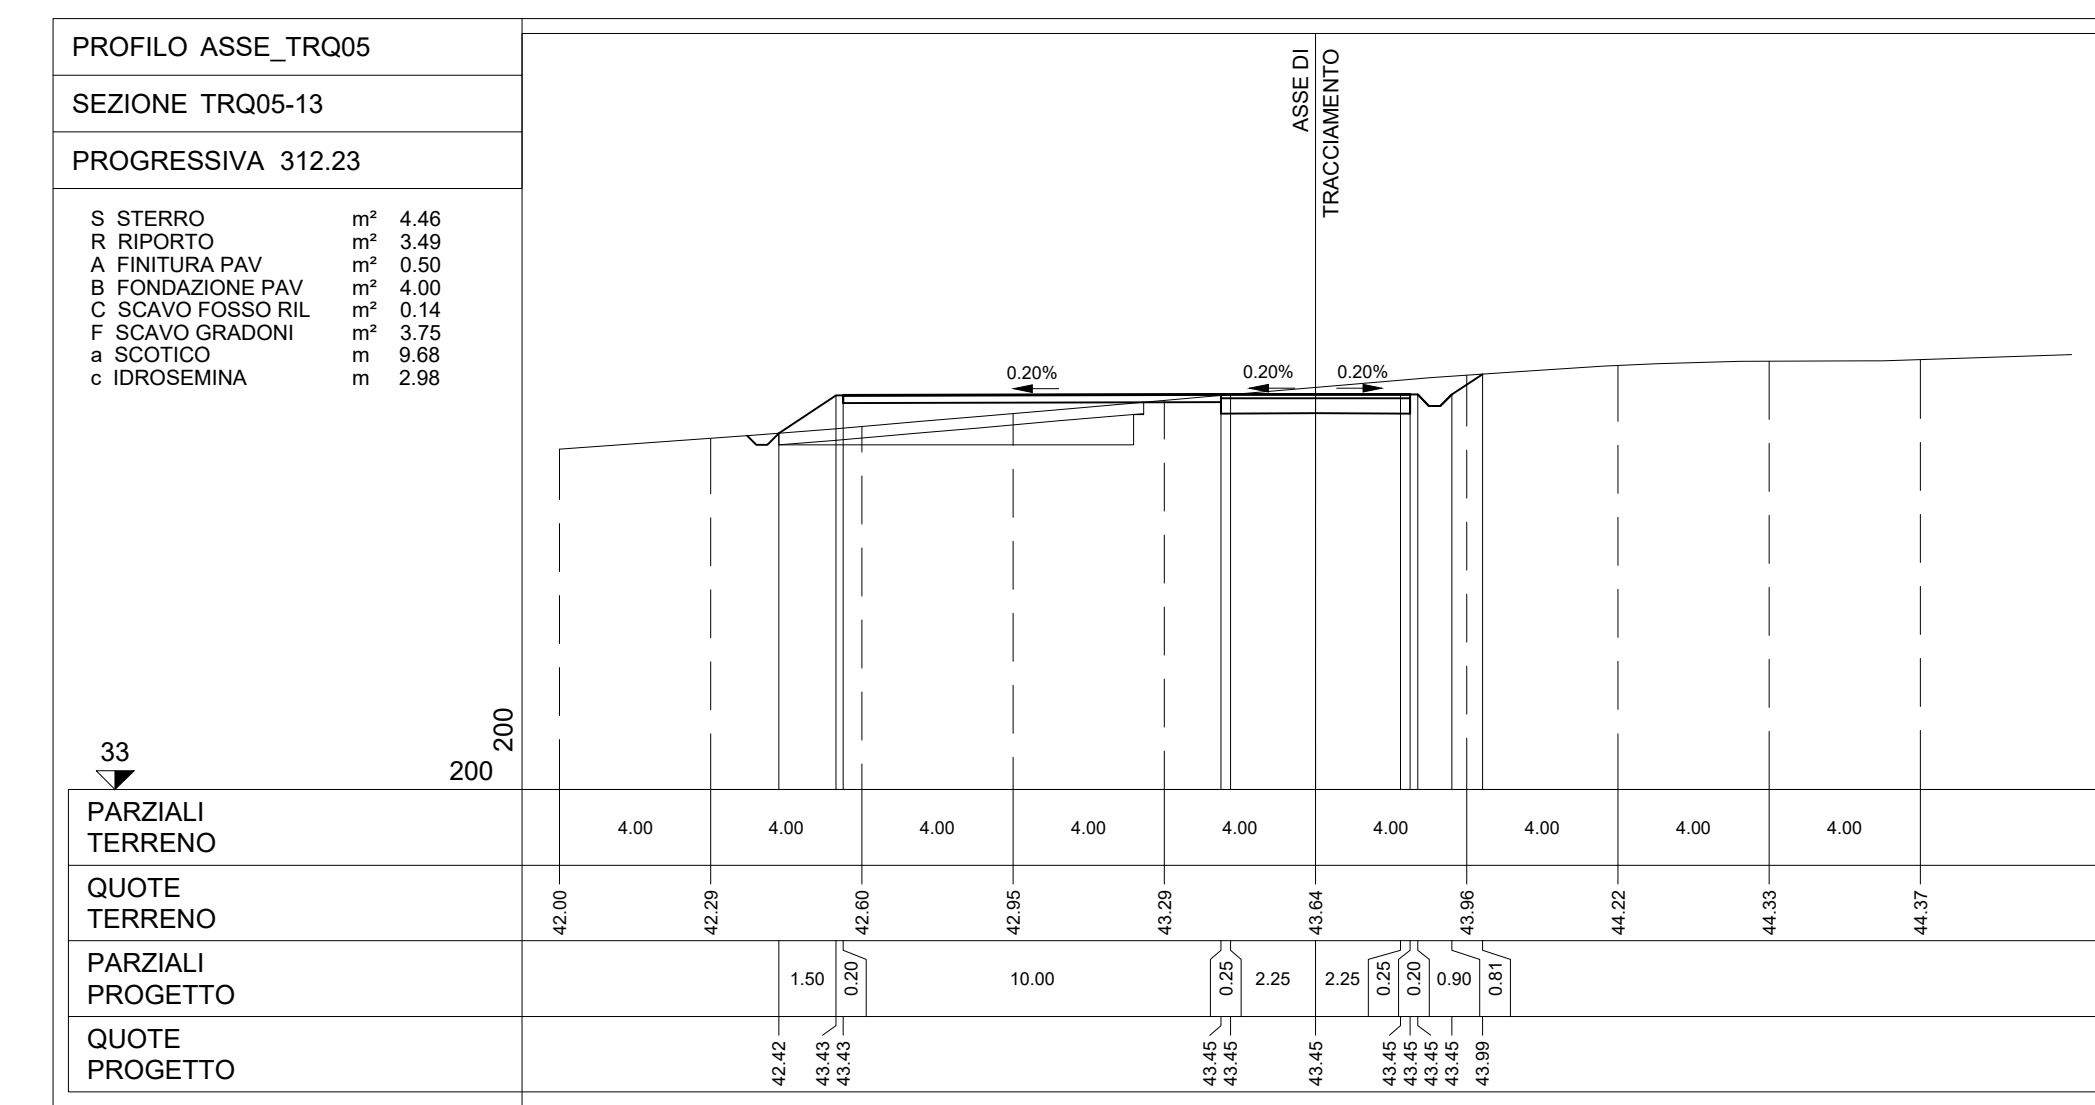 PROFILO ASSE_TRQ05
SEZIONE TRQ05-13
PROGRESSIVA 312.23
S STERRO m² 4.46
R RIPORTO m² 3.49
A FINITURA PAV m² 0.50
B FONDAZIONE PAV m² 4.00
C SCAVO FOSSO RIL m² 0.14
F SCAVO GRADONI m² 3.75
a SCOTICO m 9.68
c IDROSEMINA m 2.98
ASSE DI
TRACCIAMENTO
0.20% 0.20% 0.20%
200
33
200
PARZIALI
TERRENO
4.00 4.00 4.00 4.00 4.00 4.00 4.00 4.00 4.00
QUOTE
TERRENO
42.00 42.29 42.60 42.95 43.29 43.64 43.96 44.22 44.33 44.37
PARZIALI
PROGETTO
1.50 0.20 10.00 0.25 2.25 2.25 0.25 0.20 0.90 0.81
QUOTE
PROGETTO
42.42 43.43 43.43 43.45 43.45 43.45 43.45 43.45 43.45 43.45 43.99